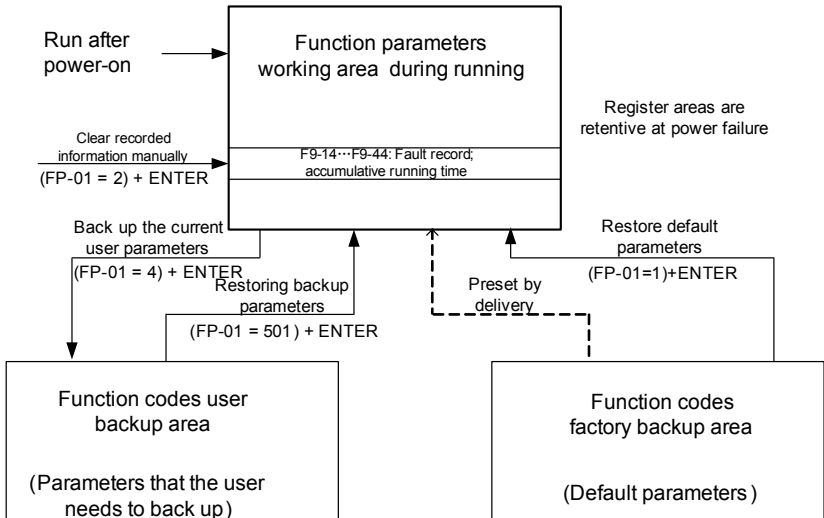 Run after
power-on
Function parameters
working area during running
Register areas are
retentive at power failure
Clear recorded
information manually
(FP-01 = 2) + ENTER
F9-14···F9-44: Fault record;
accumulative running time
Back up the current
user parameters
(FP-01 = 4) + ENTER
Restoring backup
parameters
(FP-01 = 501) + ENTER
Preset by
delivery
Restore default
parameters
(FP-01=1)+ENTER
Function codes user
backup area
(Parameters that the user
needs to back up)
Function codes
factory backup area
(Default parameters)